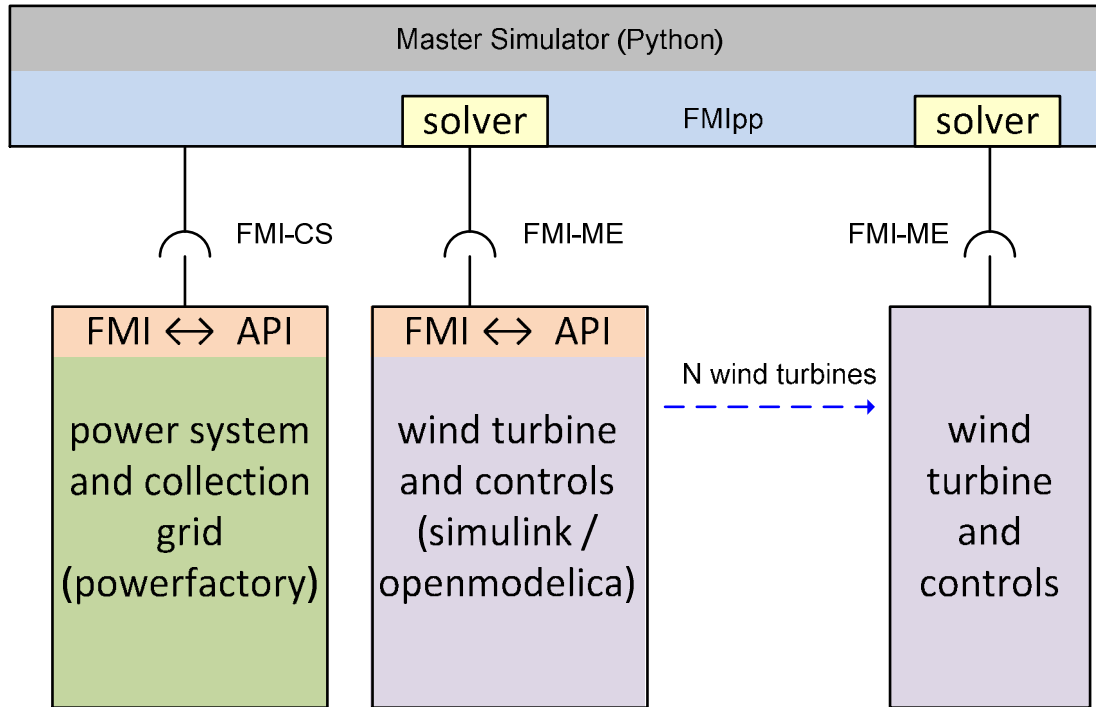 Master Simulator (Python)
solver
FMIpp
solver
FMI-CS
FMI-ME
FMI-ME
FMI ↔ API
power system
and collection
grid
(powerfactory)
FMI ↔ API
wind turbine
and controls
(simulink /
openmodelica)
N wind turbines
wind
turbine
and
controls